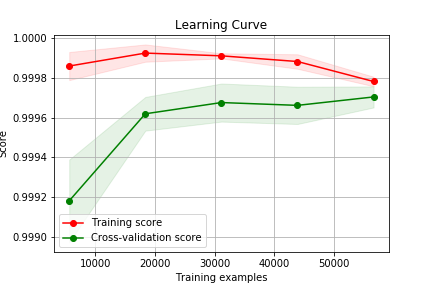 Learning Curve
1.0000
0.9998
0.9996
0.9994
0.9992
0.9990
Score
Training score
Cross-validation score
10000 20000 30000 40000 50000
Training examples